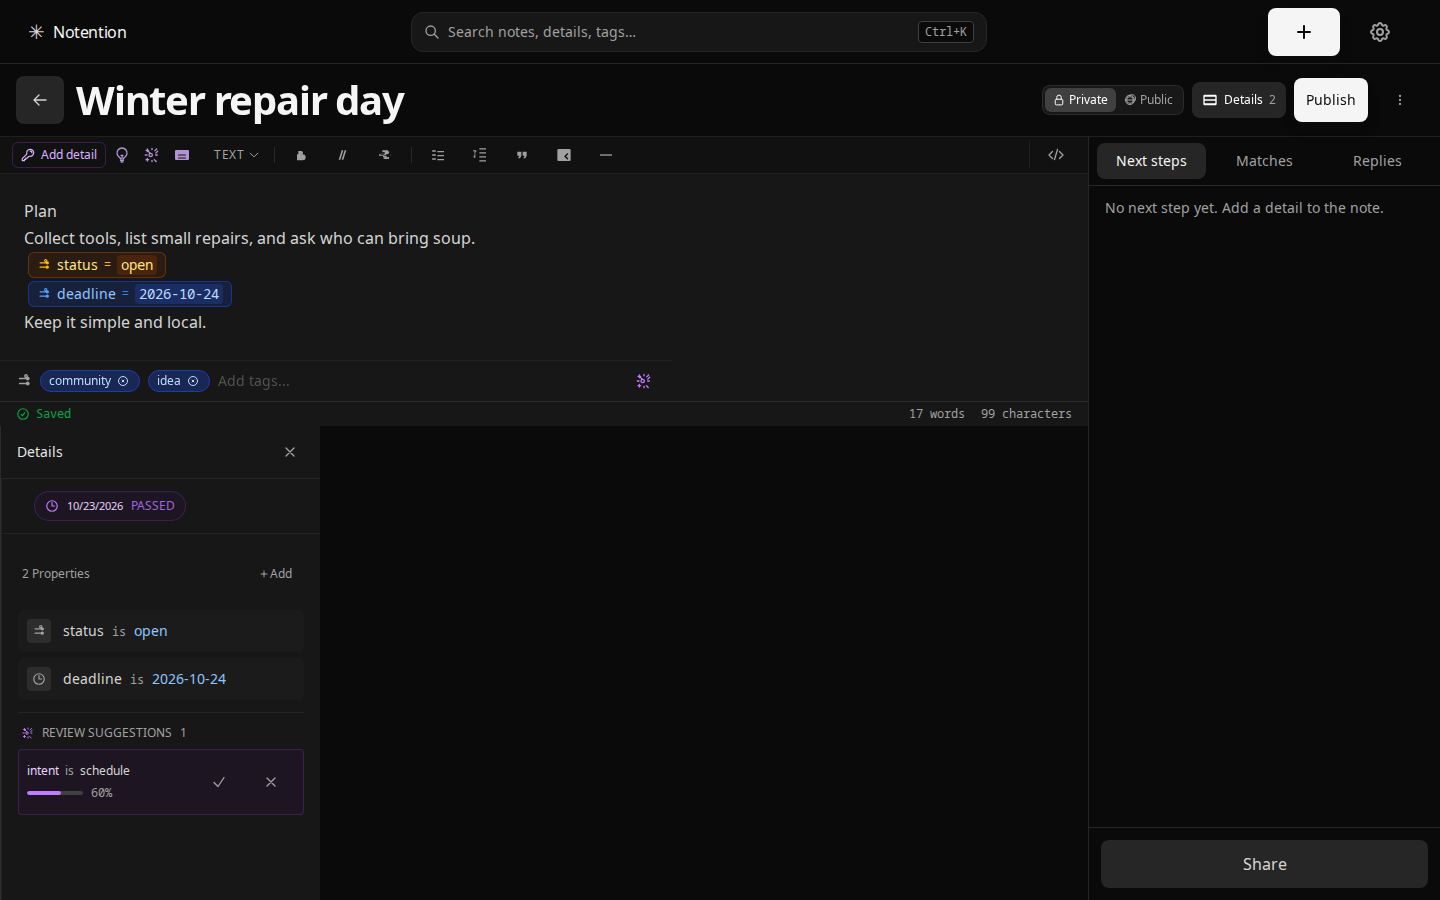 Notention
Search notes, details, tags...
Ctrl+K
Winter repair day
Private
Public
Details 2
Publish
Add detail
TEXT
Next steps
Matches
Replies
Plan
Collect tools, list small repairs, and ask who can bring soup.
status = open
deadline = 2026-10-24
Keep it simple and local.
No next step yet. Add a detail to the note.
community
idea
Add tags...
Saved
17 words
99 characters
Details
10/23/2026 PASSED
2 Properties
+ Add
status is open
deadline is 2026-10-24
REVIEW SUGGESTIONS 1
intent is schedule
60%
Share